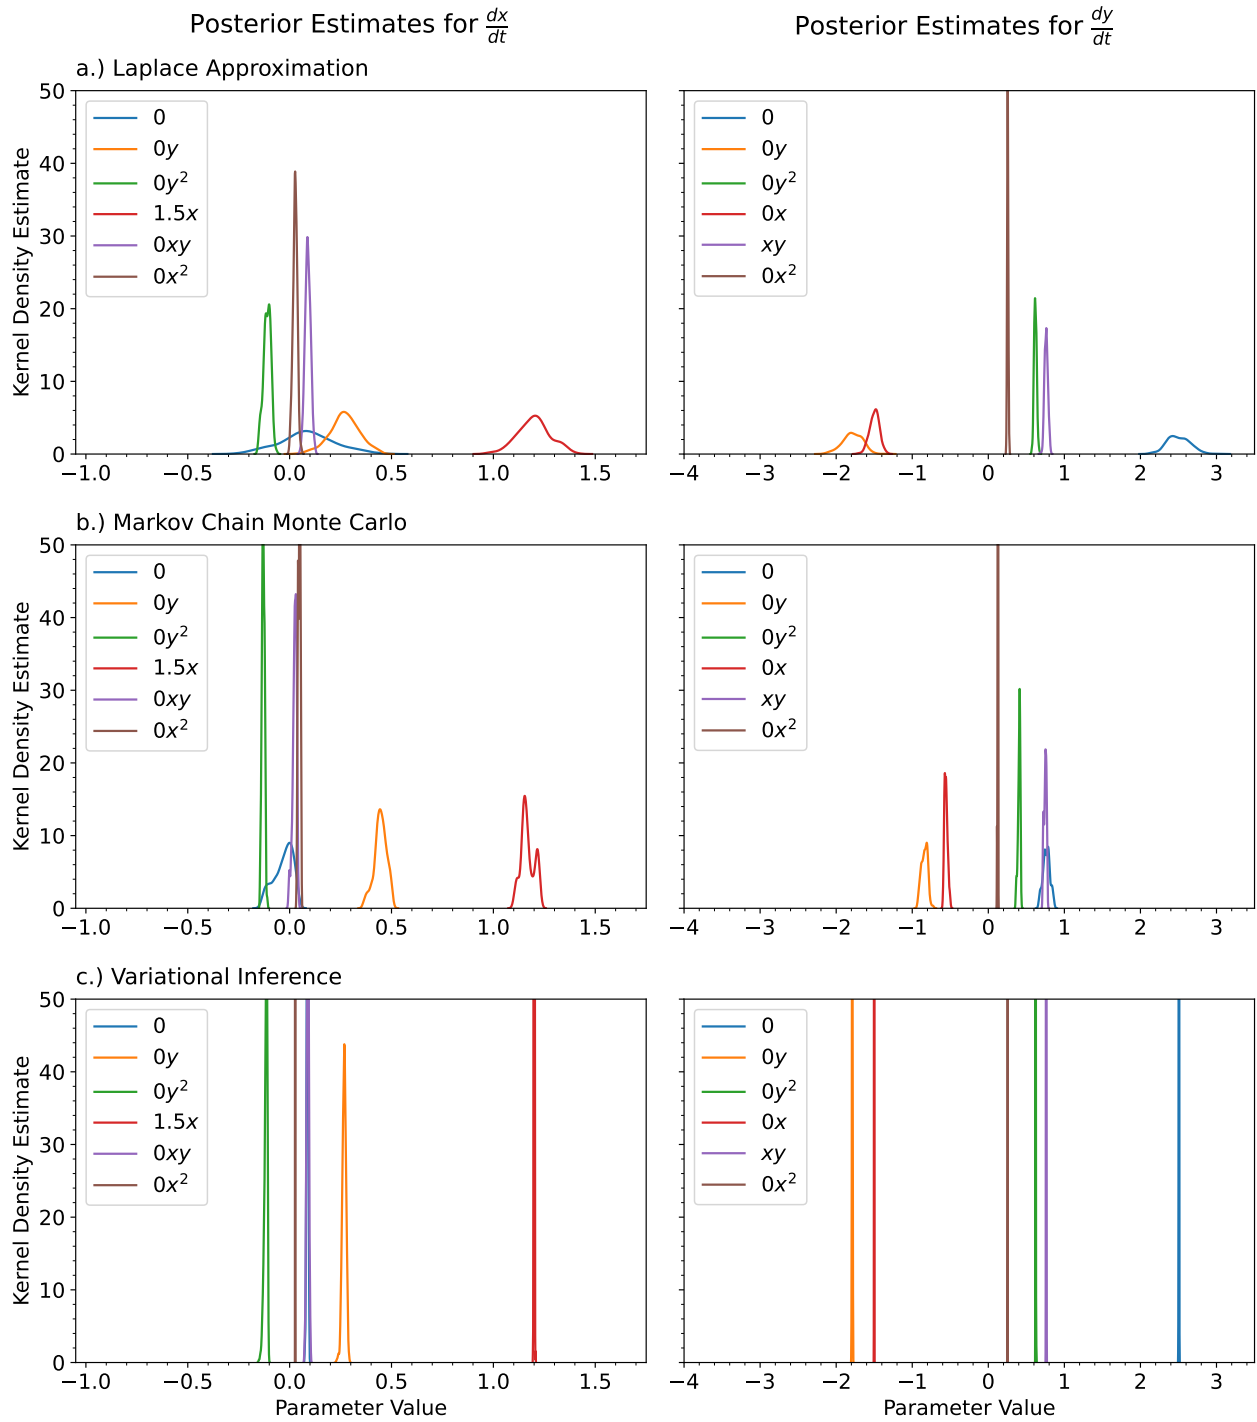 Posterior Estimates for dx/dt
Posterior Estimates for dy/dt
a.) Laplace Approximation
Kernel Density Estimate
50
40
30
20
10
0
0
0y
0y²
1.5x
0xy
0x²
−1.0 −0.5 0.0 0.5 1.0 1.5
0
0y
0y²
0x
xy
0x²
−4 −3 −2 −1 0 1 2 3
b.) Markov Chain Monte Carlo
Kernel Density Estimate
50
40
30
20
10
0
0
0y
0y²
1.5x
0xy
0x²
−1.0 −0.5 0.0 0.5 1.0 1.5
0
0y
0y²
0x
xy
0x²
−4 −3 −2 −1 0 1 2 3
c.) Variational Inference
Kernel Density Estimate
50
40
30
20
10
0
0
0y
0y²
1.5x
0xy
0x²
−1.0 −0.5 0.0 0.5 1.0 1.5
Parameter Value
0
0y
0y²
0x
xy
0x²
−4 −3 −2 −1 0 1 2 3
Parameter Value